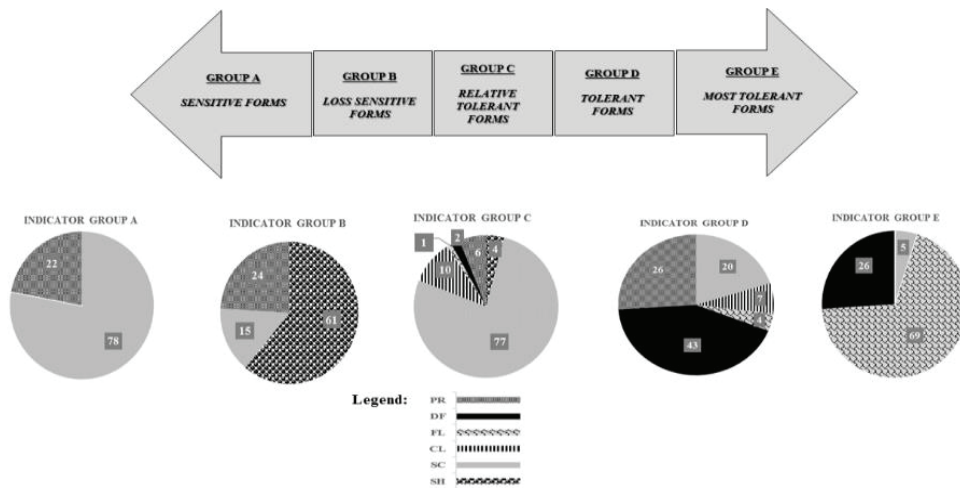 GROUP A
SENSITIVE FORMS
GROUP B
LOSS SENSITIVE
FORMS
GROUP C
RELATIVE
TOLERANT
FORMS
GROUP D
TOLERANT
FORMS
GROUP E
MOST TOLERANT
FORMS
INDICATOR GROUP A
22
78
INDICATOR GROUP B
24
15
61
INDICATOR GROUP C
1
2
6
4
10
77
INDICATOR GROUP D
26
20
7
43
INDICATOR GROUP E
26
5
69
Legend:
PR
DF
FL
CL
SC
SH